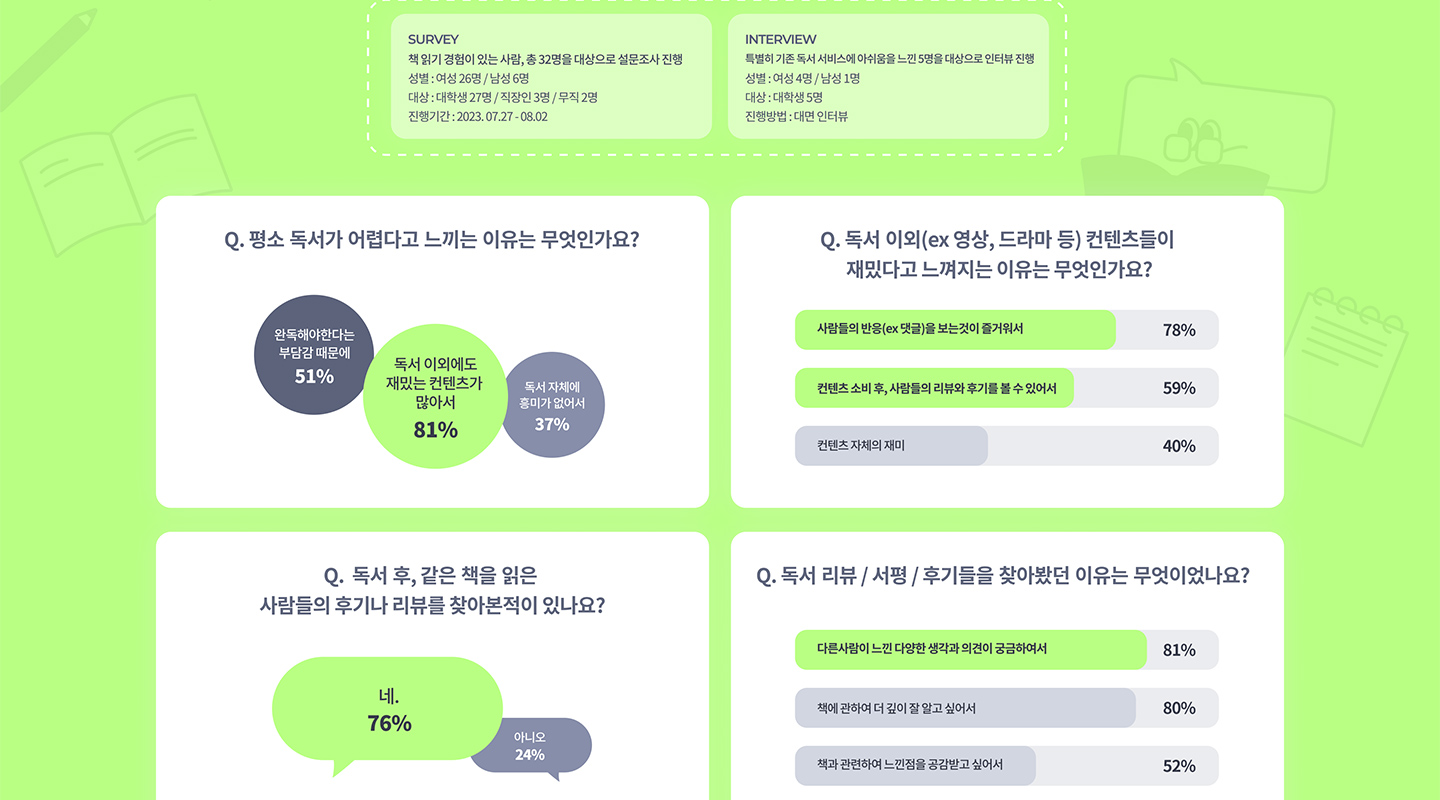 SURVEY
책 읽기 경험이 있는 사람, 총 32명을 대상으로 설문조사 진행
성별 : 여성 26명 / 남성 6명
대상 : 대학생 27명 / 직장인 3명 / 무직 2명
진행기간 : 2023. 07.27 - 08.02
INTERVIEW
특별히 기존 독서 서비스에 아쉬움을 느낀 5명을 대상으로 인터뷰 진행
성별 : 여성 4명 / 남성 1명
대상 : 대학생 5명
진행방법 : 대면 인터뷰
Q. 평소 독서가 어렵다고 느끼는 이유는 무엇인가요?
완독해야한다는
부담감 때문에
51%
독서 이외에도
재밌는 컨텐츠가
많아서
81%
독서 자체에
흥미가 없어서
37%
Q. 독서 이외(ex 영상, 드라마 등) 컨텐츠들이
재밌다고 느껴지는 이유는 무엇인가요?
사람들의 반응(ex 댓글)을 보는것이 즐거워서 78%
컨텐츠 소비 후, 사람들의 리뷰와 후기를 볼 수 있어서 59%
컨텐츠 자체의 재미 40%
Q. 독서 후, 같은 책을 읽은
사람들의 후기나 리뷰를 찾아본적이 있나요?
네.
76%
아니오
24%
Q. 독서 리뷰 / 서평 / 후기들을 찾아봤던 이유는 무엇이었나요?
다른사람이 느낀 다양한 생각과 의견이 궁금하여서 81%
책에 관하여 더 깊이 잘 알고 싶어서 80%
책과 관련하여 느낀점을 공감받고 싶어서 52%